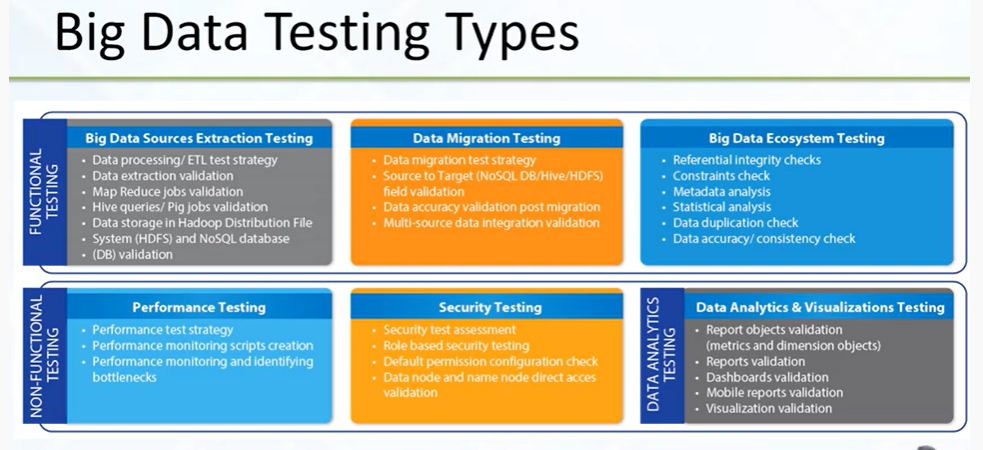 Big Data Testing Types
FUNCTIONAL
TESTING
Big Data Sources Extraction Testing
• Data processing/ ETL test strategy
• Data extraction validation
• Map Reduce jobs validation
• Hive queries/ Pig jobs validation
• Data storage in Hadoop Distribution File
• System (HDFS) and NoSQL database
• (DB) validation
Data Migration Testing
• Data migration test strategy
• Source to Target (NoSQL DB/Hive/HDFS)
field validation
• Data accuracy validation post migration
• Multi-source data integration validation
Big Data Ecosystem Testing
• Referential integrity checks
• Constraints check
• Metadata analysis
• Statistical analysis
• Data duplication check
• Data accuracy/ consistency check
NON-FUNCTIONAL
TESTING
Performance Testing
• Performance test strategy
• Performance monitoring scripts creation
• Performance monitoring and identifying
bottlenecks
Security Testing
• Security test assessment
• Role based security testing
• Default permission configuration check
• Data node and name node direct acces
validation
DATA ANALYTICS
TESTING
Data Analytics & Visualizations Testing
• Report objects validation
(metrics and dimension objects)
• Reports validation
• Dashboards validation
• Mobile reports validation
• Visualization validation